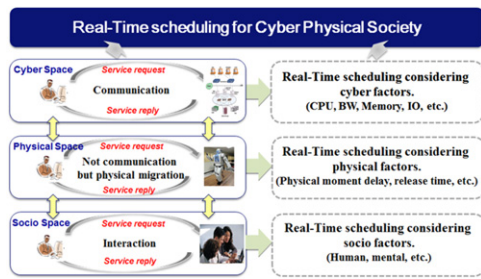 Real-Time scheduling for Cyber Physical Society
Cyber Space
Service request
Communication
Service reply
Real-Time scheduling considering
cyber factors.
(CPU, BW, Memory, IO, etc.)
Physical Space
Service request
Not communication
but physical migration
Service reply
Real-Time scheduling considering
physical factors.
(Physical moment delay, release time, etc.)
Socio Space
Service request
Interaction
Service reply
Real-Time scheduling considering
socio factors.
(Human, mental, etc.)